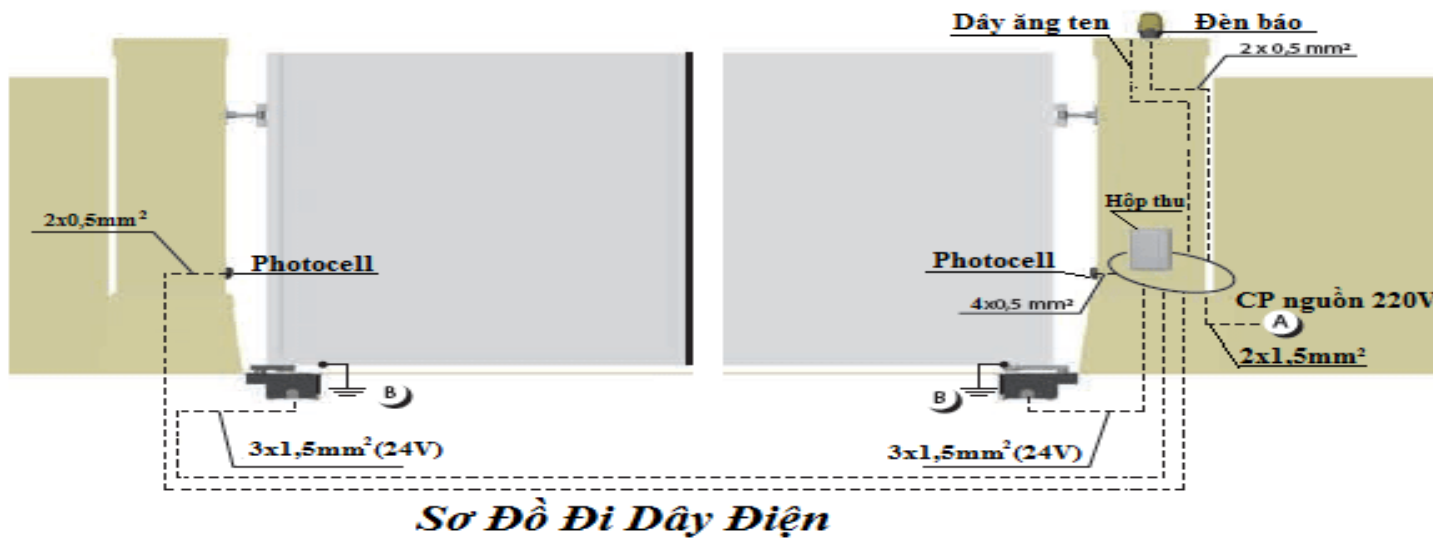 Dây ăng ten
Đèn báo
2 x 0,5 mm²
Hộp thu
2x0,5mm²
Photocell
Photocell
4x0,5 mm²
CP nguồn 220V
A
2x1,5mm²
B
B
3x1,5mm²(24V)
3x1,5mm²(24V)
Sơ Đồ Đi Dây Điện